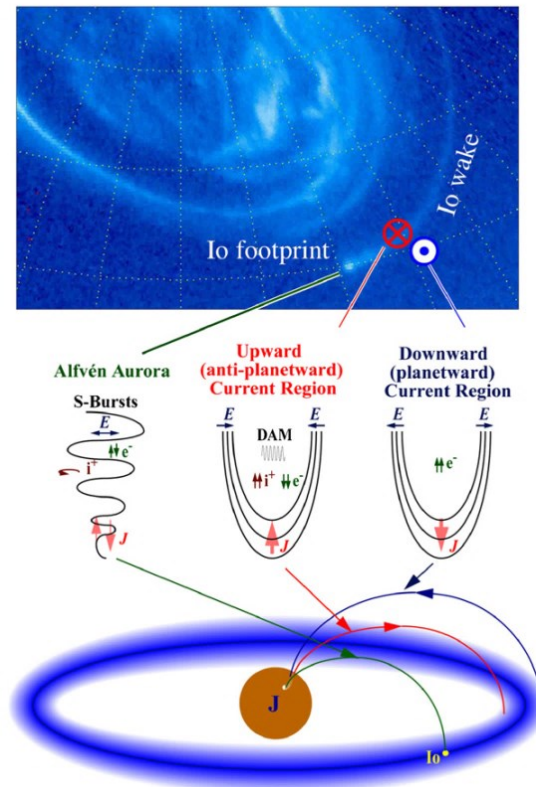 Io wake
Io footprint
Alfvén Aurora
S-Bursts
E
e-
i+
J
Upward
(anti-planetward)
Current Region
E E
DAM
i+ e-
J
Downward
(planetward)
Current Region
E E
e-
J
J
Io